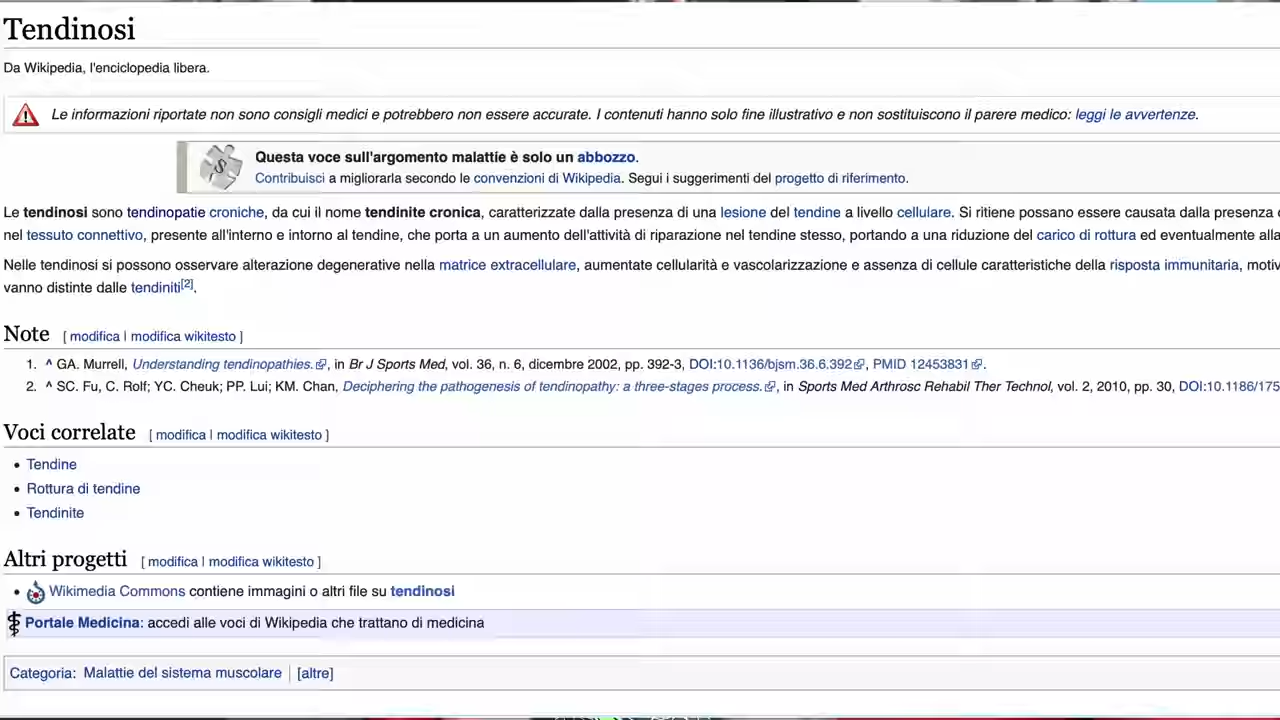 Tendinosi
Da Wikipedia, l'enciclopedia libera.
Le informazioni riportate non sono consigli medici e potrebbero non essere accurate. I contenuti hanno solo fine illustrativo e non sostituiscono il parere medico: leggi le avvertenze.
Questa voce sull'argomento malattie è solo un abbozzo.
Contribuisci a migliorarla secondo le convenzioni di Wikipedia. Segui i suggerimenti del progetto di riferimento.
Le tendinosi sono tendinopatie croniche, da cui il nome tendinite cronica, caratterizzate dalla presenza di una lesione del tendine a livello cellulare. Si ritiene possano essere causata dalla presenza
nel tessuto connettivo, presente all'interno e intorno al tendine, che porta a un aumento dell'attività di riparazione nel tendine stesso, portando a una riduzione del carico di rottura ed eventualmente alla
Nelle tendinosi si possono osservare alterazione degenerative nella matrice extracellulare, aumentate cellularità e vascolarizzazione e assenza di cellule caratteristiche della risposta immunitaria, motiv
vanno distinte dalle tendiniti[2].
Note [ modifica | modifica wikitesto ]
1. ^ GA. Murrell, Understanding tendinopathies., in Br J Sports Med, vol. 36, n. 6, dicembre 2002, pp. 392-3, DOI:10.1136/bjsm.36.6.392, PMID 12453831.
2. ^ SC. Fu, C. Rolf; YC. Cheuk; PP. Lui; KM. Chan, Deciphering the pathogenesis of tendinopathy: a three-stages process., in Sports Med Arthrosc Rehabil Ther Technol, vol. 2, 2010, pp. 30, DOI:10.1186/175
Voci correlate [ modifica | modifica wikitesto ]
• Tendine
• Rottura di tendine
• Tendinite
Altri progetti [ modifica | modifica wikitesto ]
• Wikimedia Commons contiene immagini o altri file su tendinosi
Portale Medicina: accedi alle voci di Wikipedia che trattano di medicina
Categoria: Malattie del sistema muscolare | [altre]